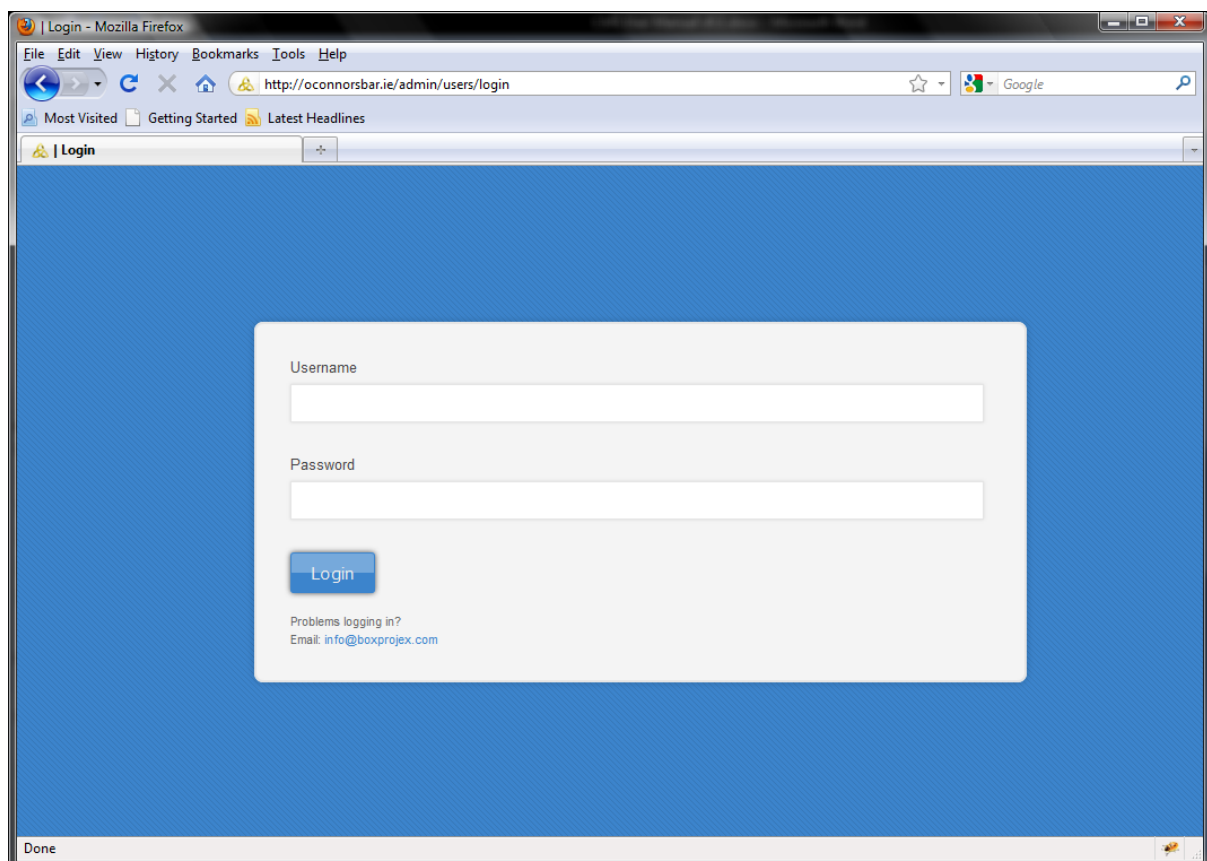 | Login - Mozilla Firefox
File Edit View History Bookmarks Tools Help
http://oconnorsbar.ie/admin/users/login
Google
Most Visited Getting Started Latest Headlines
| Login
Username
Password
Login
Problems logging in?
Email: info@boxprojex.com
Done